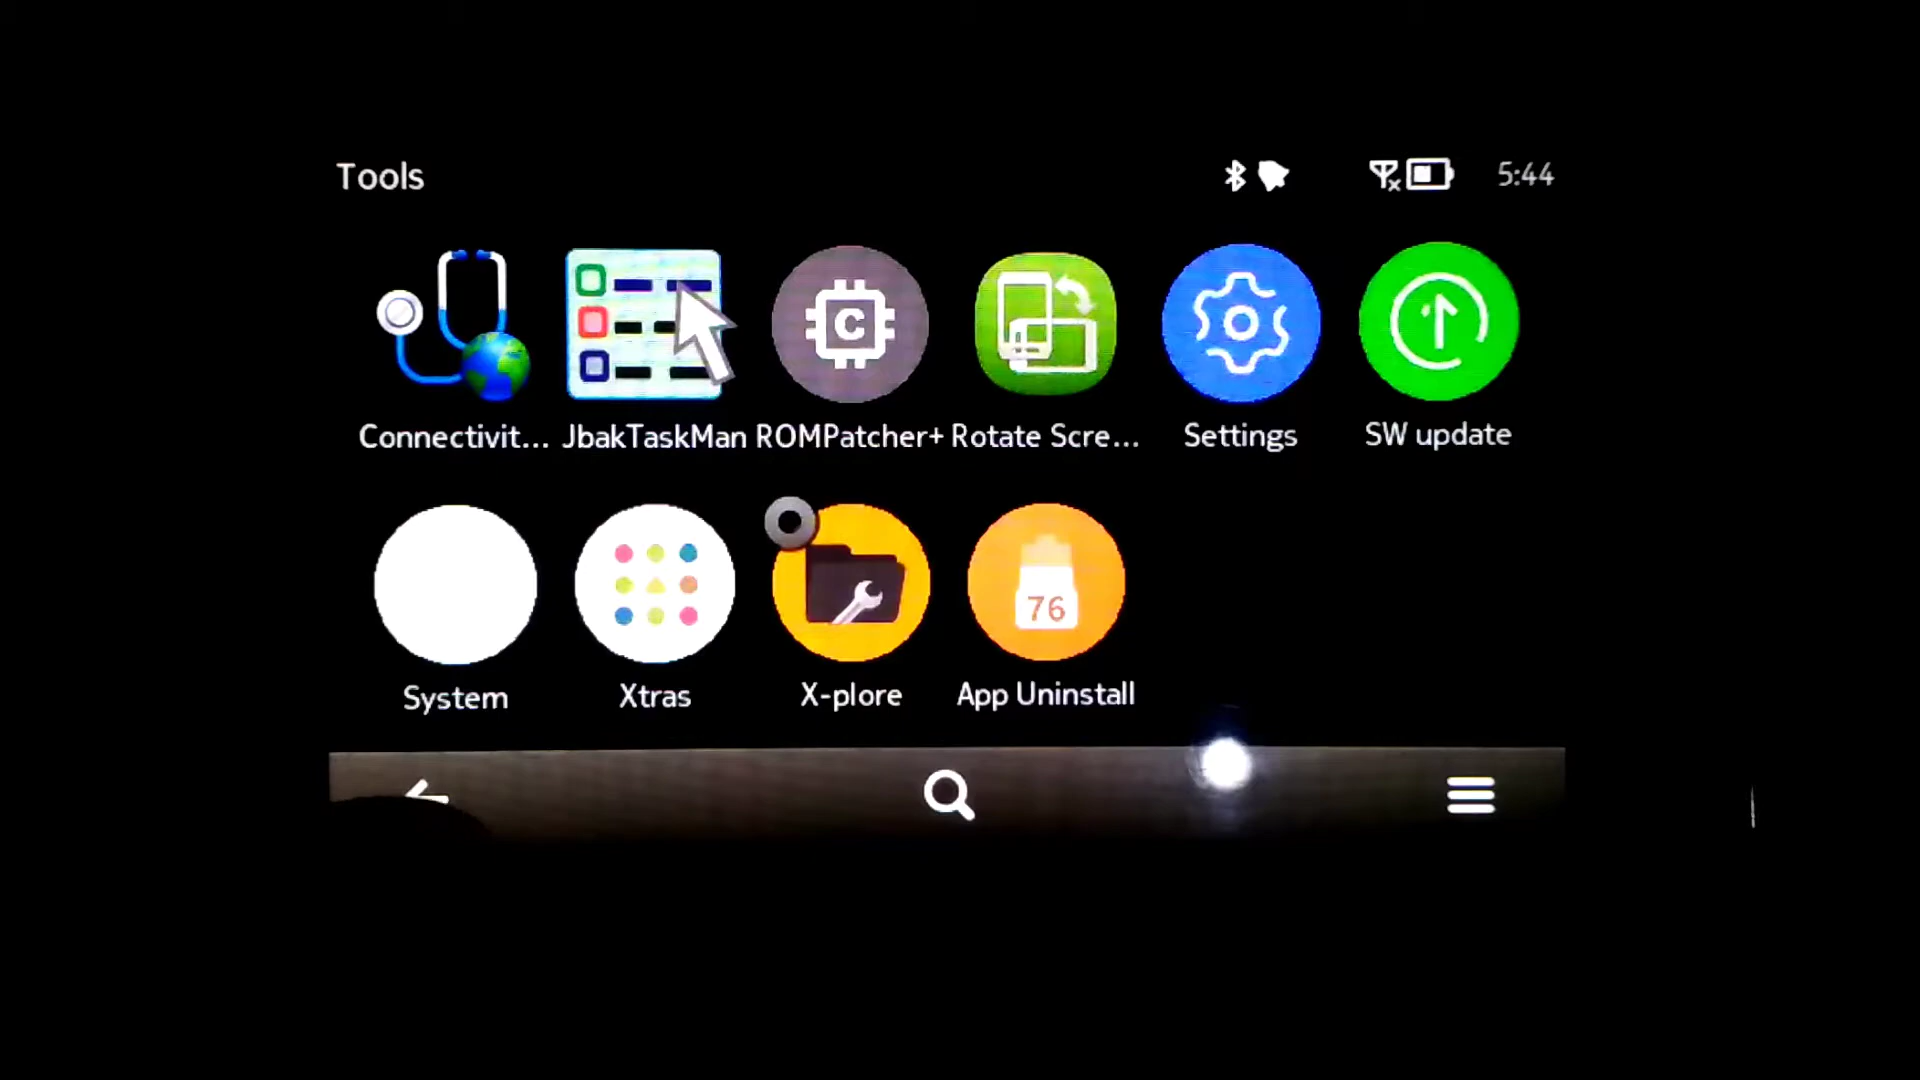 Tools 5:44
Connectivit... JbakTaskMan ROMPatcher+ Rotate Scre... Settings SW update
C
76
System Xtras X-plore App Uninstall